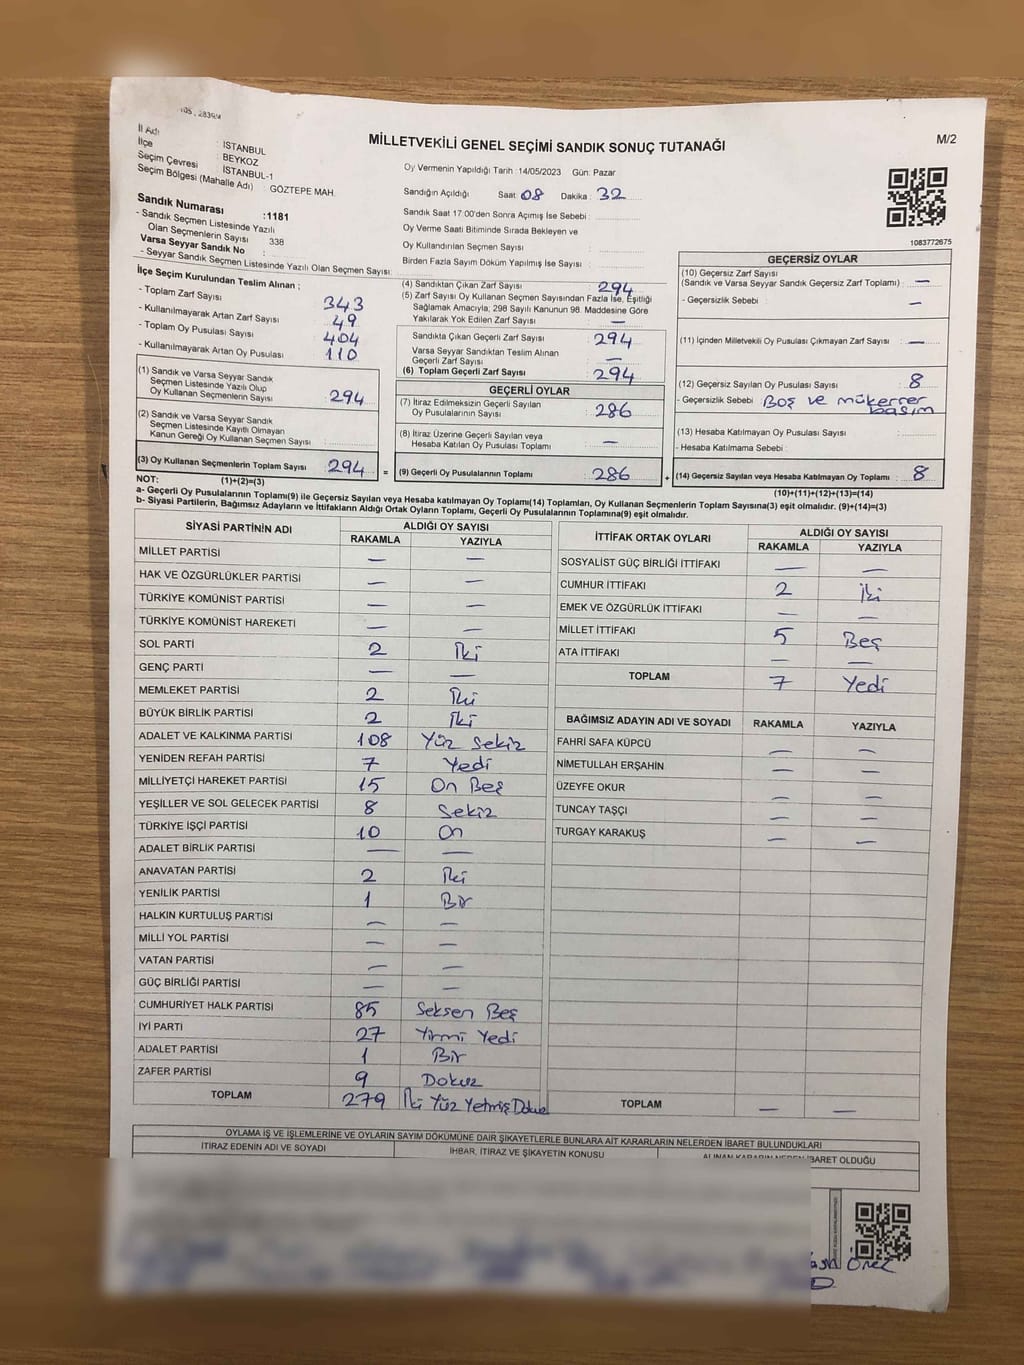 M/2
MİLLETVEKİLİ GENEL SEÇİMİ SANDIK SONUÇ TUTANAĞI
İl Adı : İSTANBUL
İlçe : BEYKOZ
Seçim Çevresi : İSTANBUL-1
Seçim Bölgesi (Mahalle Adı) : GÖZTEPE MAH.
Sandık Numarası :1181
- Sandık Seçmen Listesinde Yazılı
Olan Seçmenlerin Sayısı 338
Varsa Seyyar Sandık No :
- Seyyar Sandık Seçmen Listesinde Yazılı Olan Seçmen Sayısı:
Oy Vermenin Yapıldığı Tarih :14/05/2023 Gün: Pazar
Sandığın Açıldığı Saat: 08 Dakika : 32
Sandık Saat 17:00'den Sonra Açılmış İse Sebebi :
Oy Verme Saati Bitiminde Sırada Bekleyen ve
Oy Kullandırılan Seçmen Sayısı :
Birden Fazla Sayım Döküm Yapılmış İse Sayısı :
1083772675
İlçe Seçim Kurulundan Teslim Alınan ;
- Toplam Zarf Sayısı : 343
- Kullanılmayarak Artan Zarf Sayısı : 49
- Toplam Oy Pusulası Sayısı : 404
- Kullanılmayarak Artan Oy Pusulası : 110
(1) Sandık ve Varsa Seyyar Sandık
Seçmen Listesinde Yazılı Olup
Oy Kullanan Seçmenlerin Sayısı : 294
(2) Sandık ve Varsa Seyyar Sandık
Seçmen Listesinde Kayıtlı Olmayan
Kanun Gereği Oy Kullanan Seçmen Sayısı :
(3) Oy Kullanan Seçmenlerin Toplam Sayısı : 294 =
(4) Sandıktan Çıkan Zarf Sayısı : 294
(5) Zarf Sayısı Oy Kullanan Seçmen Sayısından Fazla İse, Eşitliği
Sağlamak Amacıyla; 298 Sayılı Kanunun 98. Maddesine Göre
Yakılarak Yok Edilen Zarf Sayısı : —
Sandıkta Çıkan Geçerli Zarf Sayısı : 294
Varsa Seyyar Sandıktan Teslim Alınan
Geçerli Zarf Sayısı : —
(6) Toplam Geçerli Zarf Sayısı : 294
GEÇERLİ OYLAR
(7) İtiraz Edilmeksizin Geçerli Sayılan
Oy Pusulalarının Sayısı : 286
(8) İtiraz Üzerine Geçerli Sayılan veya
Hesaba Katılan Oy Pusulası Toplamı : —
(9) Geçerli Oy Pusulalarının Toplamı : 286 +
GEÇERSİZ OYLAR
(10) Geçersiz Zarf Sayısı
(Sandık ve Varsa Seyyar Sandık Geçersiz Zarf Toplamı) : —
- Geçersizlik Sebebi : —
(11) İçinden Milletvekili Oy Pusulası Çıkmayan Zarf Sayısı : —
(12) Geçersiz Sayılan Oy Pusulası Sayısı : 8
- Geçersizlik Sebebi : Boş ve mükerrer
basım
(13) Hesaba Katılmayan Oy Pusulası Sayısı :
- Hesaba Katılmama Sebebi :
(14) Geçersiz Sayılan veya Hesaba Katılmayan Oy Toplamı : 8
NOT: (1)+(2)=(3)
(10)+(11)+(12)+(13)=(14)
a- Geçerli Oy Pusulalarının Toplamı(9) ile Geçersiz Sayılan veya Hesaba katılmayan Oy Toplamı(14) Toplamları, Oy Kullanan Seçmenlerin Toplam Sayısına(3) eşit olmalıdır. (9)+(14)=(3)
b- Siyasi Partilerin, Bağımsız Adayların ve İttifakların Aldığı Ortak Oyların Toplamı, Geçerli Oy Pusulalarının Toplamına(9) eşit olmalıdır.
SİYASİ PARTİNİN ADI ALDIĞI OY SAYISI
RAKAMLA YAZIYLA
MİLLET PARTİSİ — —
HAK VE ÖZGÜRLÜKLER PARTİSİ — —
TÜRKİYE KOMÜNİST PARTİSİ — —
TÜRKİYE KOMÜNİST HAREKETİ — —
SOL PARTİ 2 İki
GENÇ PARTİ — —
MEMLEKET PARTİSİ 2 İki
BÜYÜK BİRLİK PARTİSİ 2 İki
ADALET VE KALKINMA PARTİSİ 108 Yüz Sekiz
YENİDEN REFAH PARTİSİ 7 Yedi
MİLLİYETÇİ HAREKET PARTİSİ 15 On Beş
YEŞİLLER VE SOL GELECEK PARTİSİ 8 Sekiz
TÜRKİYE İŞÇİ PARTİSİ 10 On
ADALET BİRLİK PARTİSİ — —
ANAVATAN PARTİSİ 2 İki
YENİLİK PARTİSİ 1 Bir
HALKIN KURTULUŞ PARTİSİ — —
MİLLİ YOL PARTİSİ — —
VATAN PARTİSİ — —
GÜÇ BİRLİĞİ PARTİSİ — —
CUMHURİYET HALK PARTİSİ 85 Seksen Beş
İYİ PARTİ 27 Yirmi Yedi
ADALET PARTİSİ 1 Bir
ZAFER PARTİSİ 9 Dokuz
TOPLAM 279 İki Yüz Yetmiş Dokuz
İTTİFAK ORTAK OYLARI ALDIĞI OY SAYISI
RAKAMLA YAZIYLA
SOSYALİST GÜÇ BİRLİĞİ İTTİFAKI — —
CUMHUR İTTİFAKI 2 İki
EMEK VE ÖZGÜRLÜK İTTİFAKI — —
MİLLET İTTİFAKI 5 Beş
ATA İTTİFAKI — —
TOPLAM 7 Yedi
BAĞIMSIZ ADAYIN ADI VE SOYADI RAKAMLA YAZIYLA
FAHRİ SAFA KÜPCÜ — —
NİMETULLAH ERŞAHİN — —
ÜZEYFE OKUR — —
TUNCAY TAŞÇI — —
TURGAY KARAKUŞ — —
TOPLAM — —
OYLAMA İŞ VE İŞLEMLERİNE VE OYLARIN SAYIM DÖKÜMÜNE DAİR ŞİKAYETLERLE BUNLARA AİT KARARLARIN NELERDEN İBARET BULUNDUKLARI
İTİRAZ EDENİN ADI VE SOYADI İHBAR, İTİRAZ VE ŞİKAYETİN KONUSU ALINAN KARARIN NEDEN İBARET OLDUĞU